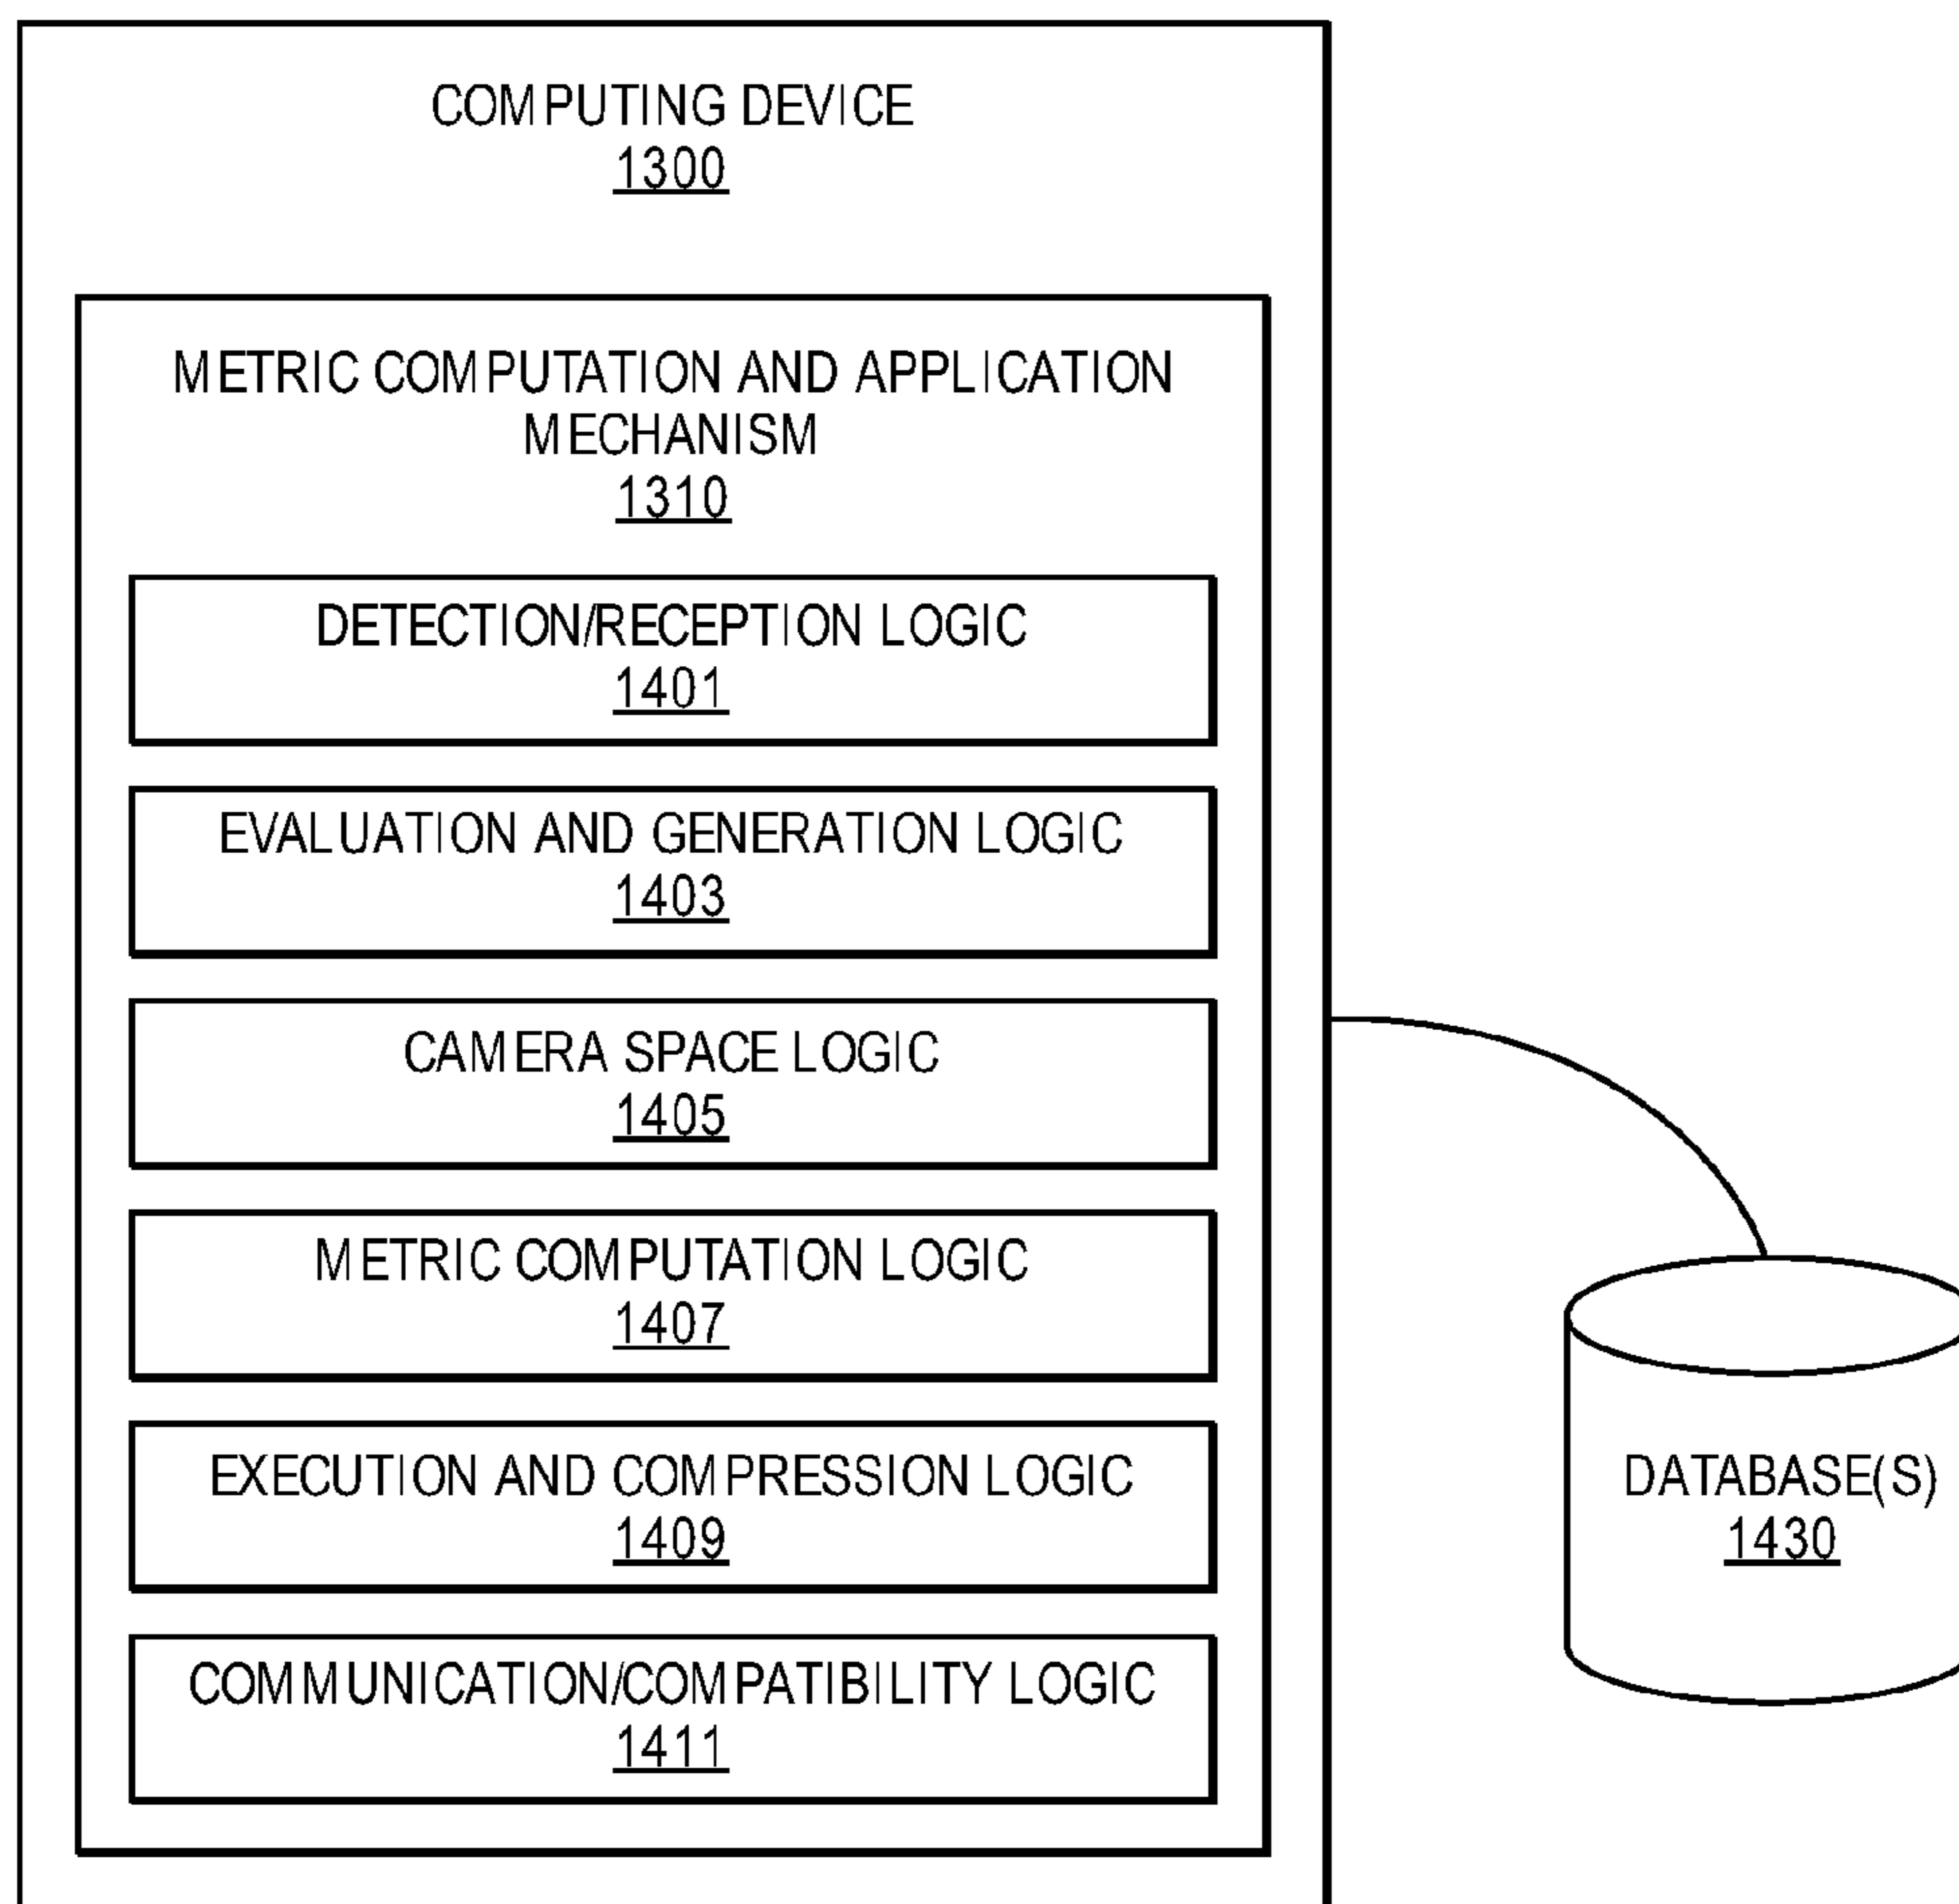 COMPUTING DEVICE
1300
METRIC COMPUTATION AND APPLICATION
MECHANISM
1310
DETECTION/RECEPTION LOGIC
1401
EVALUATION AND GENERATION LOGIC
1403
CAMERA SPACE LOGIC
1405
METRIC COMPUTATION LOGIC
1407
EXECUTION AND COMPRESSION LOGIC
1409
COMMUNICATION/COMPATIBILITY LOGIC
1411
DATABASE(S)
1430